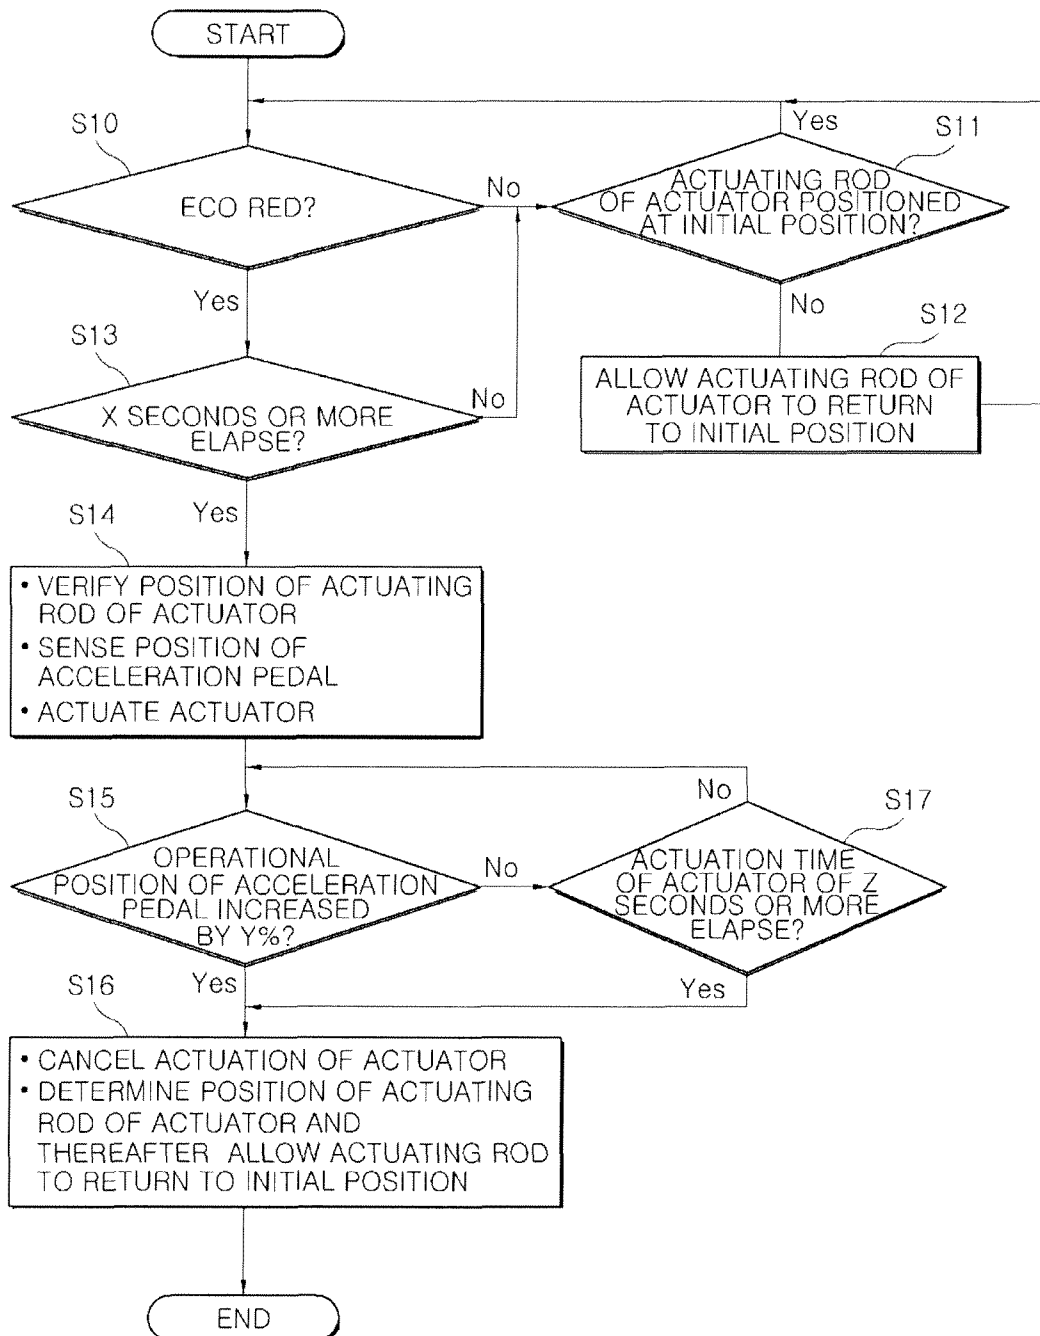 START
S10
ECO RED?
No
Yes
S11
ACTUATING ROD
OF ACTUATOR POSITIONED
AT INITIAL POSITION?
Yes
No
S12
ALLOW ACTUATING ROD OF
ACTUATOR TO RETURN
TO INITIAL POSITION
S13
X SECONDS OR MORE
ELAPSE?
No
Yes
S14
• VERIFY POSITION OF ACTUATING
ROD OF ACTUATOR
• SENSE POSITION OF
ACCELERATION PEDAL
• ACTUATE ACTUATOR
S15
OPERATIONAL
POSITION OF ACCELERATION
PEDAL INCREASED
BY Y%?
No
Yes
No
S17
ACTUATION TIME
OF ACTUATOR OF Z
SECONDS OR MORE
ELAPSE?
Yes
S16
• CANCEL ACTUATION OF ACTUATOR
• DETERMINE POSITION OF ACTUATING
ROD OF ACTUATOR AND
THEREAFTER ALLOW ACTUATING ROD
TO RETURN TO INITIAL POSITION
END